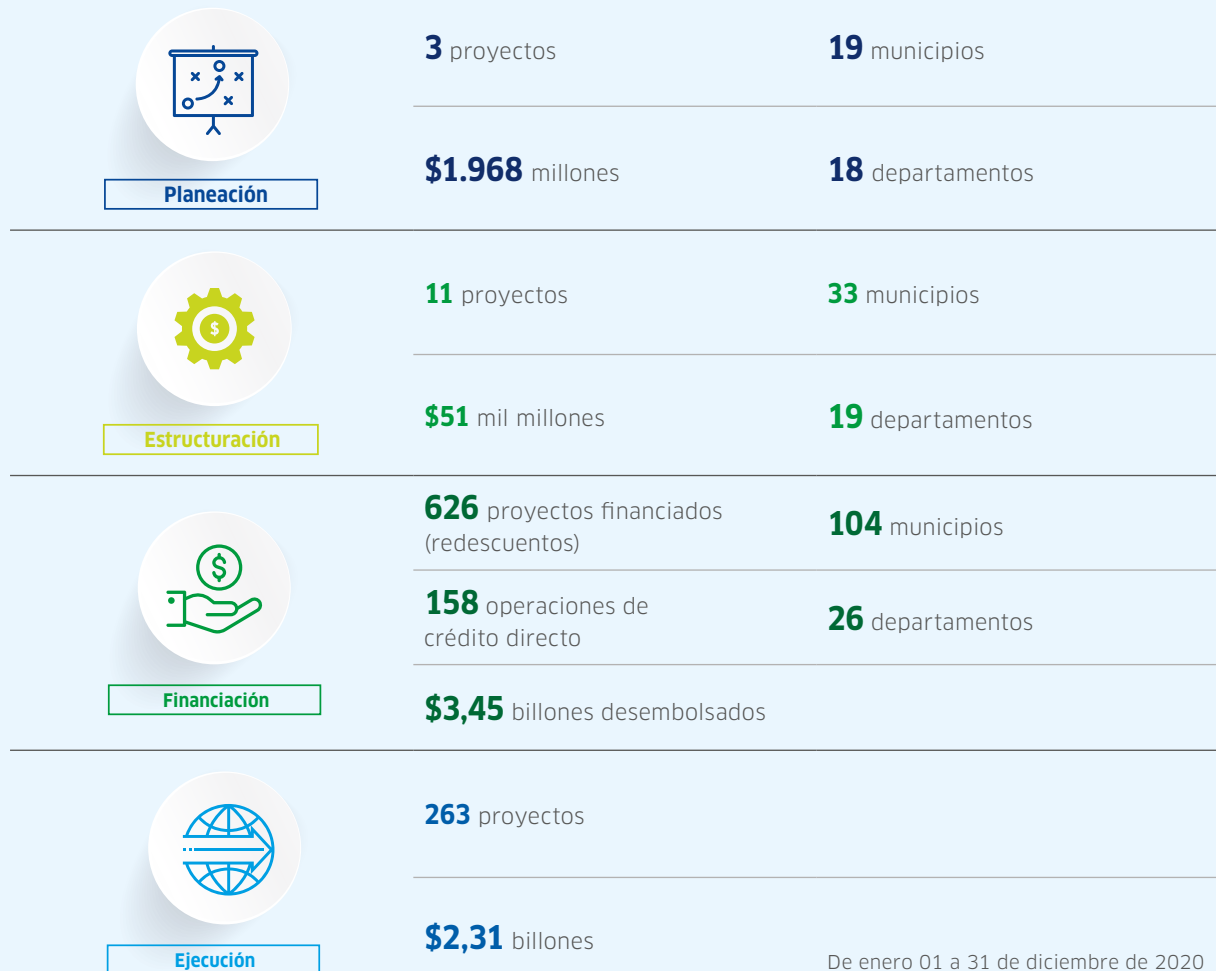 3 proyectos
19 municipios
$1.968 millones
18 departamentos
Planeación
$
11 proyectos
33 municipios
$51 mil millones
19 departamentos
Estructuración
626 proyectos financiados
(redescuentos)
104 municipios
$
158 operaciones de
crédito directo
26 departamentos
Financiación
$3,45 billones desembolsados
263 proyectos
$2,31 billones
Ejecución
De enero 01 a 31 de diciembre de 2020